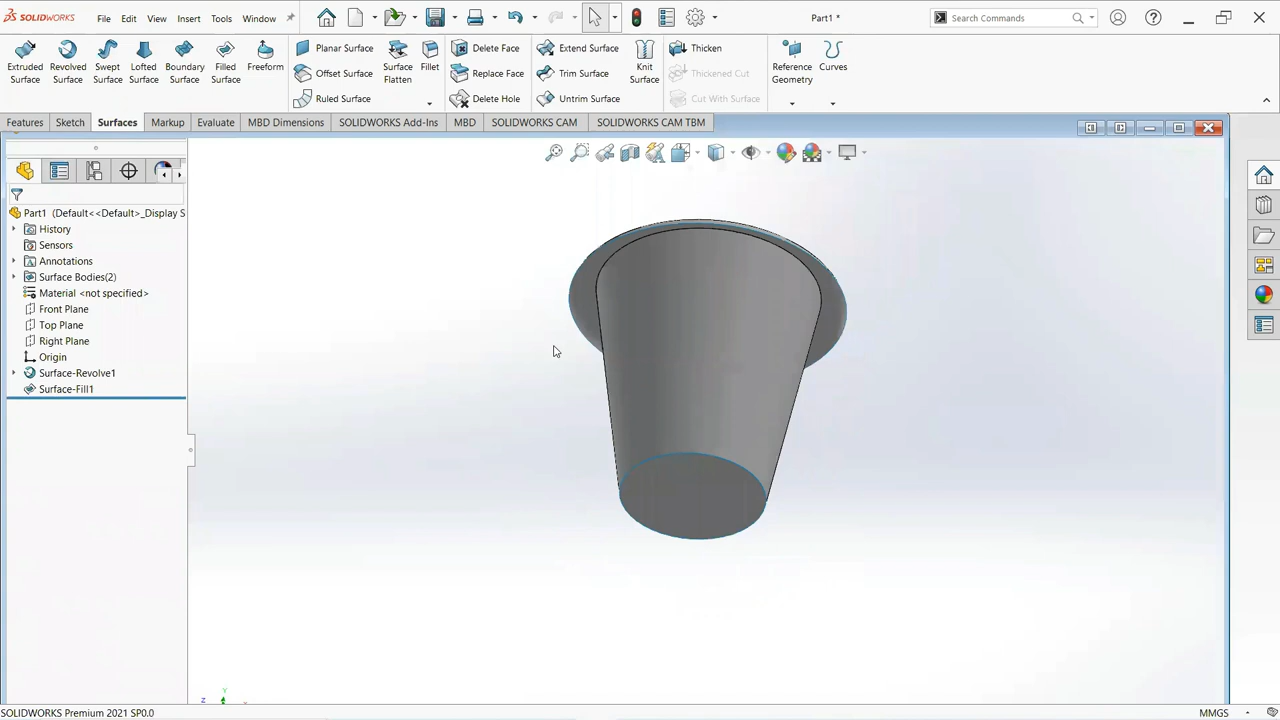 SOLIDWORKS File Edit View Insert Tools Window Part1 * Search Commands
Extruded Surface
Revolved Surface
Swept Surface
Lofted Surface
Boundary Surface
Filled Surface
Freeform
Planar Surface
Offset Surface
Ruled Surface
Surface Flatten
Fillet
Delete Face
Replace Face
Delete Hole
Extend Surface
Trim Surface
Untrim Surface
Knit Surface
Thicken
Thickened Cut
Cut With Surface
Reference Geometry
Curves
Features Sketch Surfaces Markup Evaluate MBD Dimensions SOLIDWORKS Add-Ins MBD SOLIDWORKS CAM SOLIDWORKS CAM TBM
Part1 (Default<<Default>_Display S
History
Sensors
Annotations
Surface Bodies(2)
Material <not specified>
Front Plane
Top Plane
Right Plane
Origin
Surface-Revolve1
Surface-Fill1
Z Y
SOLIDWORKS Premium 2021 SP0.0 MMGS